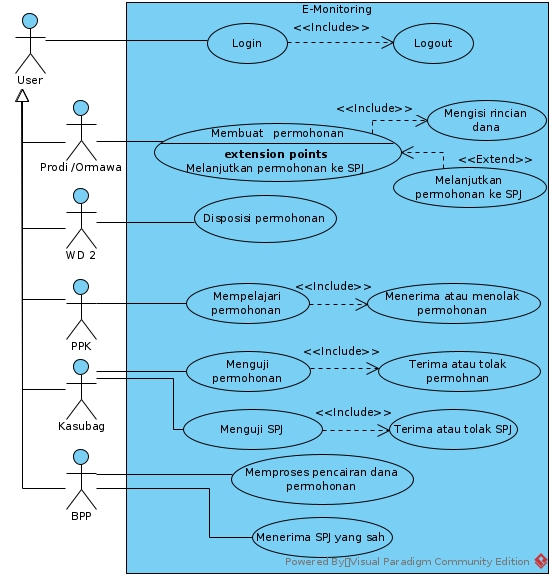 E-Monitoring
User
Login
<<Include>>
Logout
Prodi /Ormawa
Membuat permohonan
extension points
Melanjutkan permohonan ke SPJ
<<Include>>
Mengisi rincian
dana
<<Extend>>
Melanjutkan
permohonan ke SPJ
WD 2
Disposisi permohonan
PPK
Mempelajari
permohonan
<<Include>>
Menerima atau menolak
permohonan
Kasubag
Menguji
permohonan
<<Include>>
Terima atau tolak
permohnan
Menguji SPJ
<<Include>>
Terima atau tolak SPJ
BPP
Memproses pencairan dana
permohonan
Menerima SPJ yang sah
Powered By Visual Paradigm Community Edition